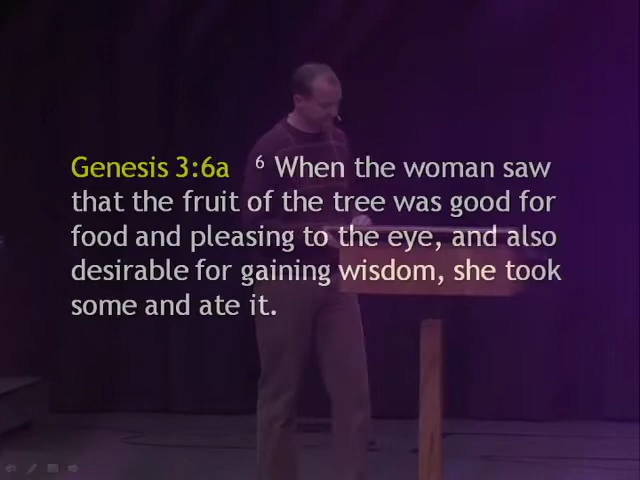 Genesis 3:6a ⁶ When the woman saw
that the fruit of the tree was good for
food and pleasing to the eye, and also
desirable for gaining wisdom, she took
some and ate it.